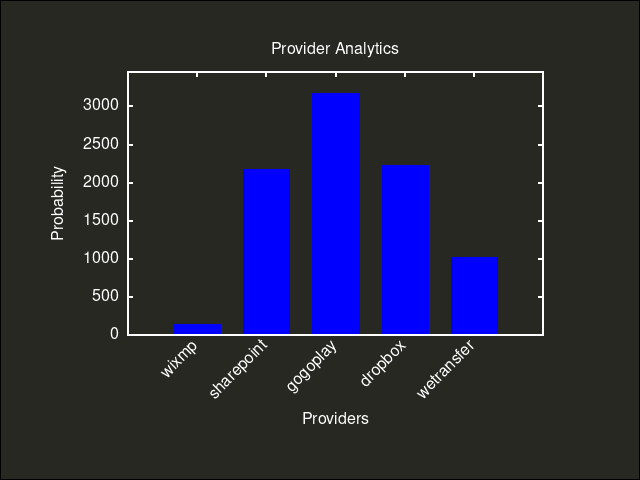 Provider Analytics
3000
2500
2000
1500
1000
500
0
Probability
wixmp
sharepoint
gogoplay
dropbox
wetransfer
Providers